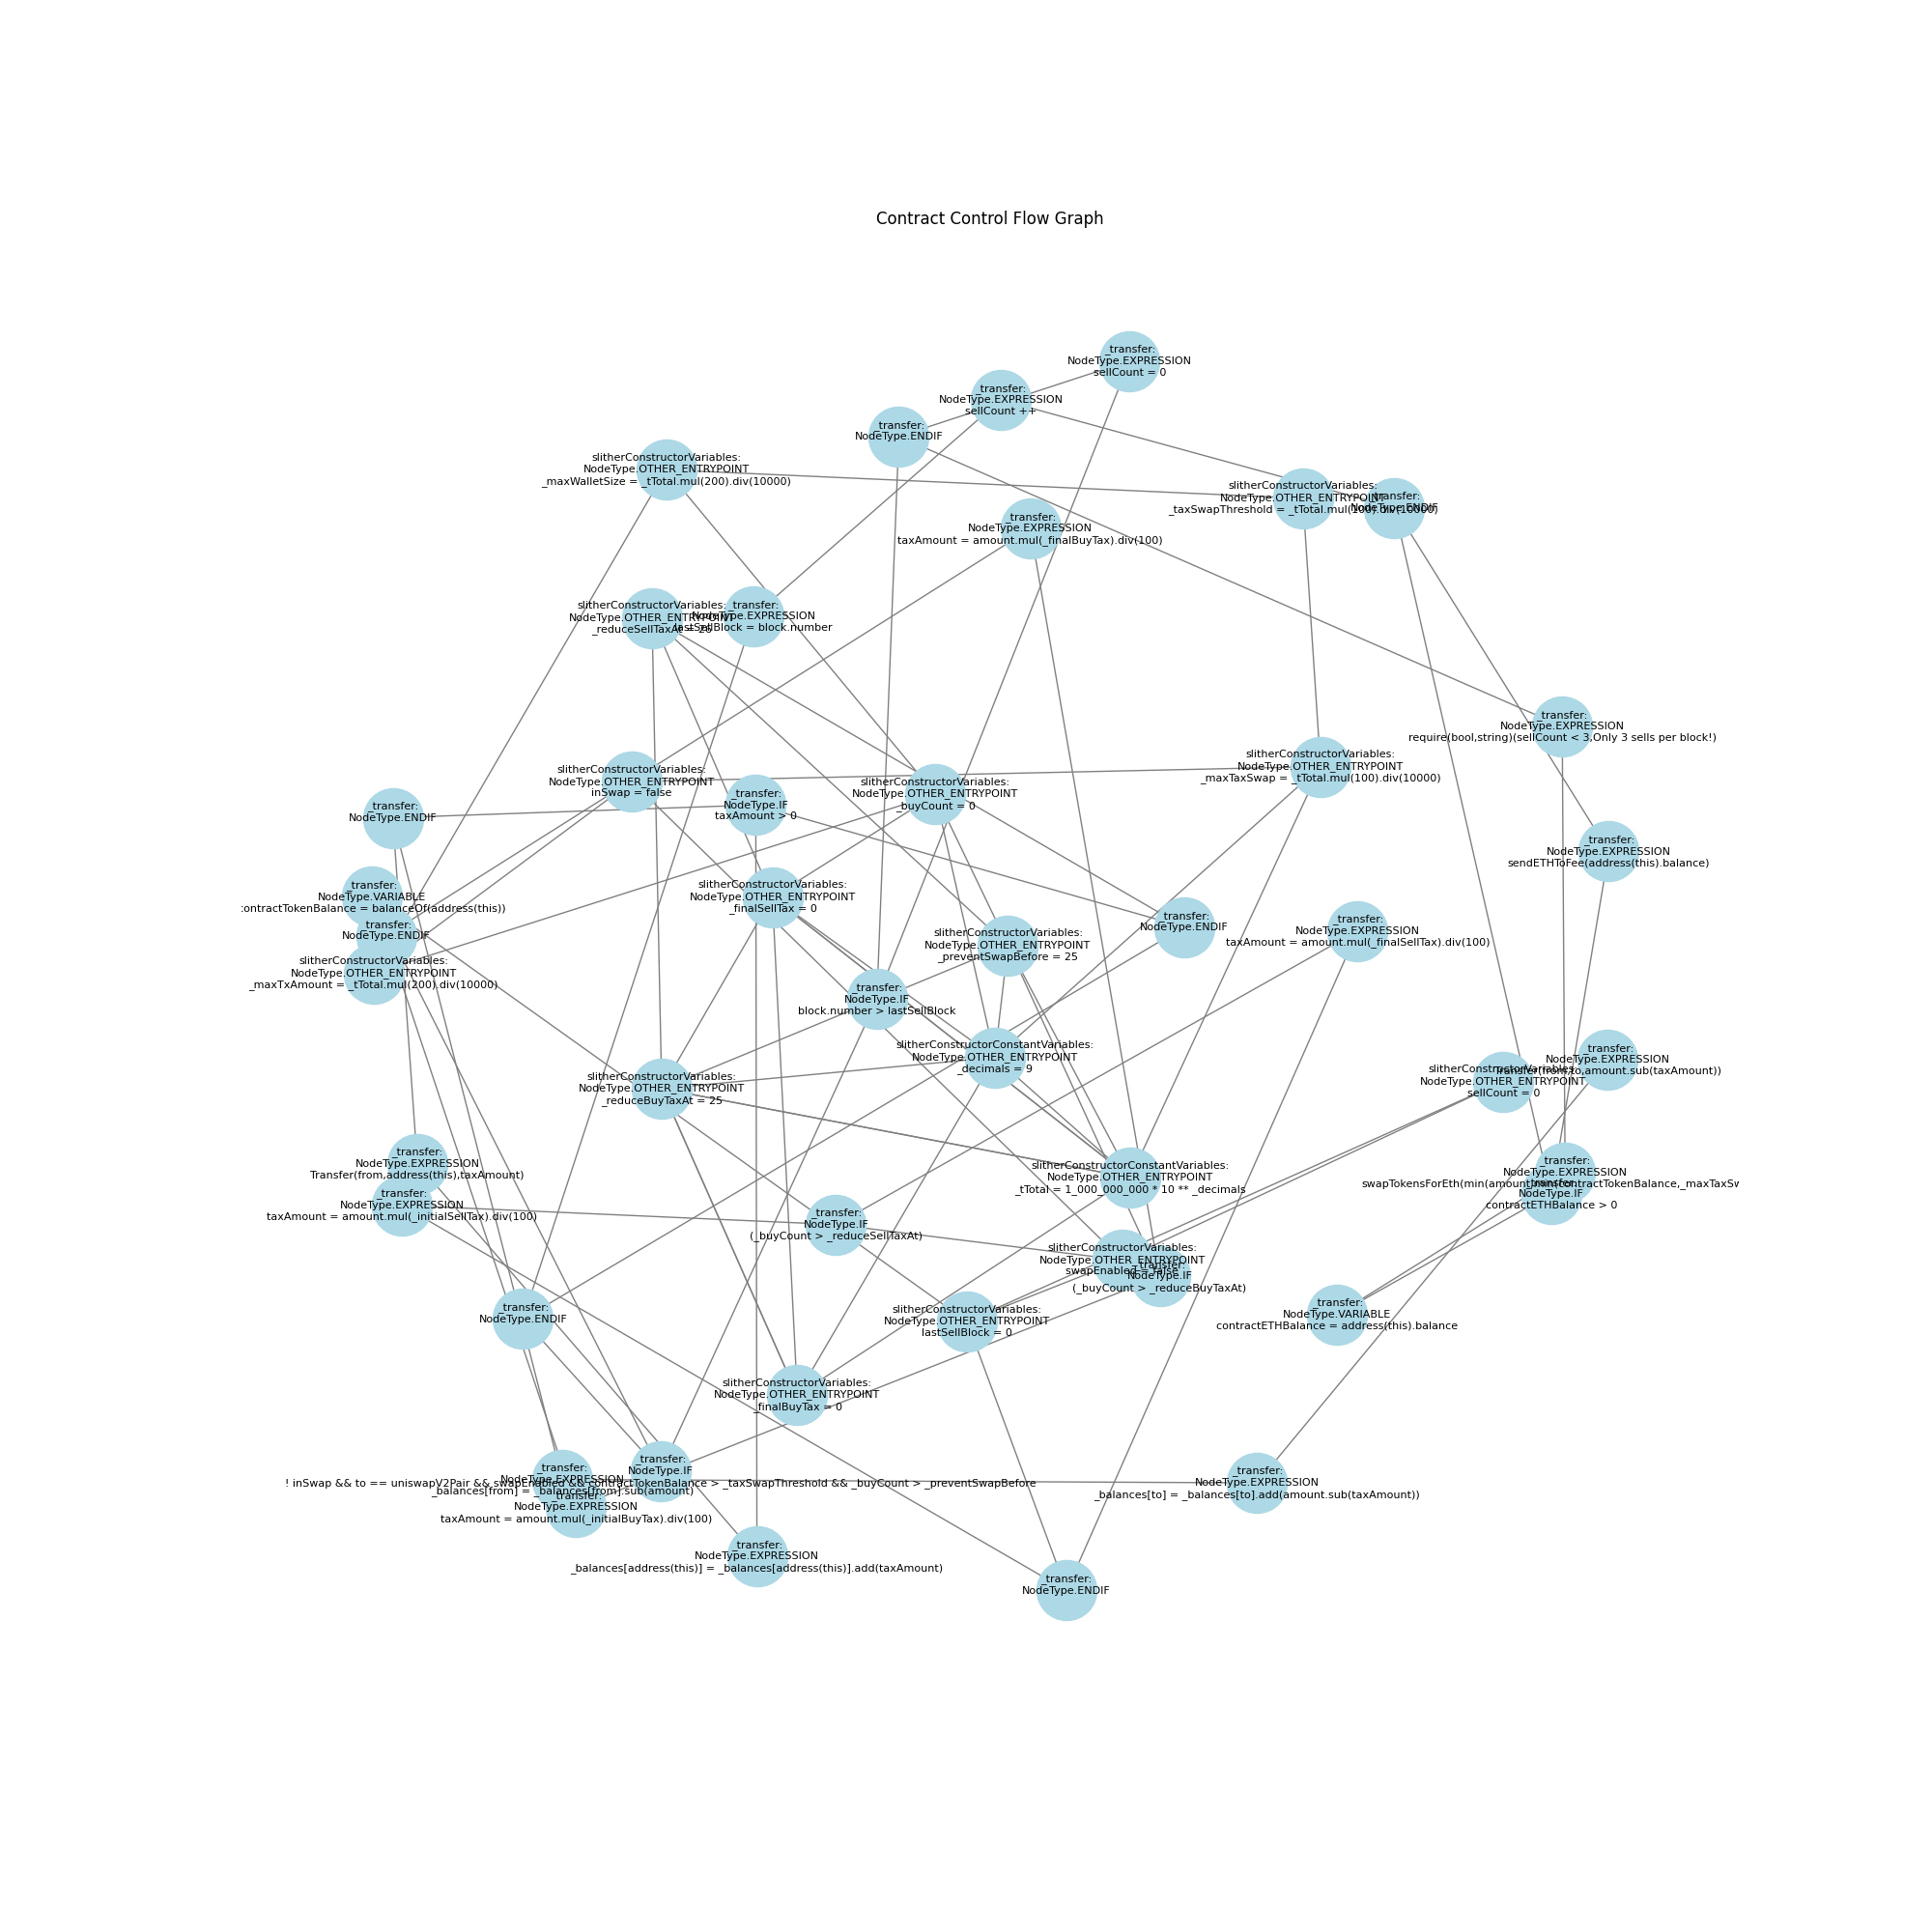 Contract Control Flow Graph
_transfer:
NodeType.EXPRESSION
sellCount = 0
_transfer:
NodeType.EXPRESSION
sellCount ++
_transfer:
NodeType.ENDIF
slitherConstructorVariables:
NodeType.OTHER_ENTRYPOINT
_maxWalletSize = _tTotal.mul(200).div(10000)
slitherConstructorVariables:
NodeType.OTHER_ENTRYPOINT
_taxSwapThreshold = _tTotal.mul(100).div(10000)
_transfer:
NodeType.ENDIF
_transfer:
NodeType.EXPRESSION
taxAmount = amount.mul(_finalBuyTax).div(100)
slitherConstructorVariables:
NodeType.OTHER_ENTRYPOINT
_reduceSellTaxAt = 26
_transfer:
NodeType.EXPRESSION
lastSellBlock = block.number
_transfer:
NodeType.EXPRESSION
require(bool,string)(sellCount < 3,Only 3 sells per block!)
slitherConstructorVariables:
NodeType.OTHER_ENTRYPOINT
_maxTaxSwap = _tTotal.mul(100).div(10000)
slitherConstructorVariables:
NodeType.OTHER_ENTRYPOINT
inSwap = false
slitherConstructorVariables:
NodeType.OTHER_ENTRYPOINT
_buyCount = 0
_transfer:
NodeType.IF
taxAmount > 0
_transfer:
NodeType.ENDIF
_transfer:
NodeType.EXPRESSION
sendETHToFee(address(this).balance)
_transfer:
NodeType.VARIABLE
contractTokenBalance = balanceOf(address(this))
_transfer:
NodeType.ENDIF
slitherConstructorVariables:
NodeType.OTHER_ENTRYPOINT
_maxTxAmount = _tTotal.mul(200).div(10000)
slitherConstructorVariables:
NodeType.OTHER_ENTRYPOINT
_finalSellTax = 0
_transfer:
NodeType.ENDIF
_transfer:
NodeType.EXPRESSION
taxAmount = amount.mul(_finalSellTax).div(100)
slitherConstructorVariables:
NodeType.OTHER_ENTRYPOINT
_preventSwapBefore = 25
_transfer:
NodeType.IF
block.number > lastSellBlock
slitherConstructorConstantVariables:
NodeType.OTHER_ENTRYPOINT
_decimals = 9
slitherConstructorVariables:
NodeType.OTHER_ENTRYPOINT
_reduceBuyTaxAt = 25
_transfer:
NodeType.EXPRESSION
Transfer(from,to,amount.sub(taxAmount))
slitherConstructorVariables:
NodeType.OTHER_ENTRYPOINT
sellCount = 0
_transfer:
NodeType.EXPRESSION
Transfer(from,address(this),taxAmount)
_transfer:
NodeType.EXPRESSION
taxAmount = amount.mul(_initialSellTax).div(100)
slitherConstructorConstantVariables:
NodeType.OTHER_ENTRYPOINT
_tTotal = 1_000_000_000 * 10 ** _decimals
_transfer:
NodeType.EXPRESSION
swapTokensForEth(min(amount,min(contractTokenBalance,_maxTaxSw
_transfer:
NodeType.IF
contractETHBalance > 0
_transfer:
NodeType.IF
(_buyCount > _reduceSellTaxAt)
slitherConstructorVariables:
NodeType.OTHER_ENTRYPOINT
swapEnabled = false
_transfer:
NodeType.IF
(_buyCount > _reduceBuyTaxAt)
_transfer:
NodeType.ENDIF
slitherConstructorVariables:
NodeType.OTHER_ENTRYPOINT
lastSellBlock = 0
_transfer:
NodeType.VARIABLE
contractETHBalance = address(this).balance
slitherConstructorVariables:
NodeType.OTHER_ENTRYPOINT
_finalBuyTax = 0
_transfer:
NodeType.IF
! inSwap && to == uniswapV2Pair && swapEnabled && contractTokenBalance > _taxSwapThreshold && _buyCount > _preventSwapBefore
_transfer:
NodeType.EXPRESSION
_balances[from] = _balances[from].sub(amount)
_transfer:
NodeType.EXPRESSION
taxAmount = amount.mul(_initialBuyTax).div(100)
_transfer:
NodeType.EXPRESSION
_balances[to] = _balances[to].add(amount.sub(taxAmount))
_transfer:
NodeType.EXPRESSION
_balances[address(this)] = _balances[address(this)].add(taxAmount)
_transfer:
NodeType.ENDIF